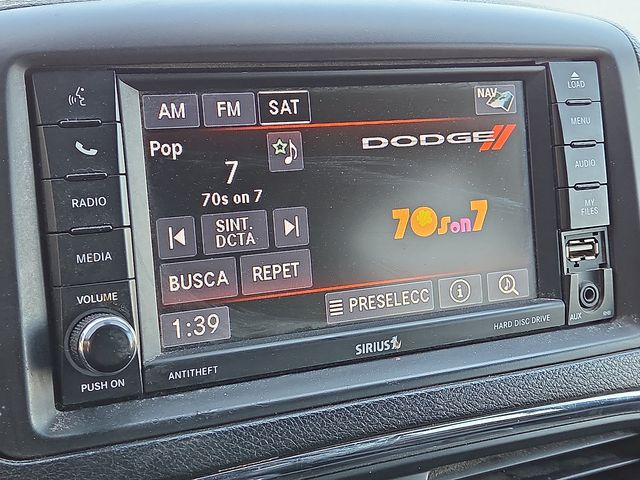 AM FM SAT
NAV
LOAD
MENU
Pop
DODGE
RADIO
7
70s on 7
AUDIO
70s on 7
MY
FILES
MEDIA
SINT.
DCTA
BUSCA REPET
VOLUME
PRESELECC
1:39
PUSH ON
ANTITHEFT
SIRIUS
HARD DISC DRIVE
AUX
RHB